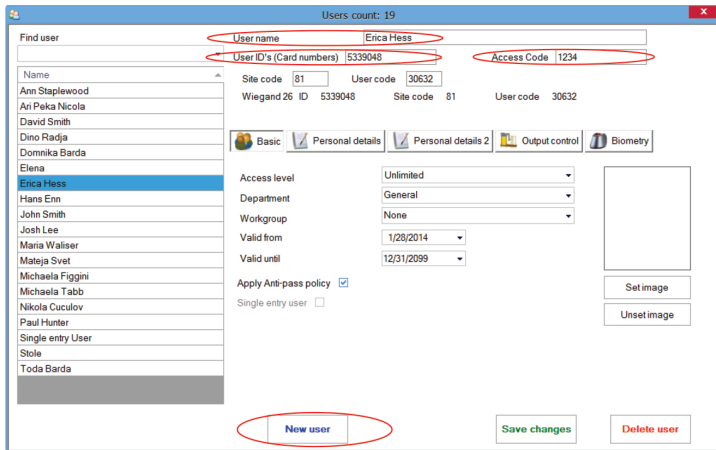 Users count: 19
x
Find user
User name Erica Hess
User ID's (Card numbers) 5339048 Access Code 1234
Site code 81 User code 30632
Wiegand 26 ID 5339048 Site code 81 User code 30632
Name
Ann Staplewood
Ari Peka Nicola
David Smith
Dino Radja
Domnika Barda
Elena
Erica Hess
Hans Enn
John Smith
Josh Lee
Maria Waliser
Mateja Svet
Michaela Figgini
Michaela Tabb
Nikola Cuculov
Paul Hunter
Single entry User
Stole
Toda Barda
Basic Personal details Personal details 2 Output control Biometry
Access level Unlimited
Department General
Workgroup None
Valid from 1/28/2014
Valid until 12/31/2099
Apply Anti-pass policy
Single entry user
Set image
Unset image
New user Save changes Delete user